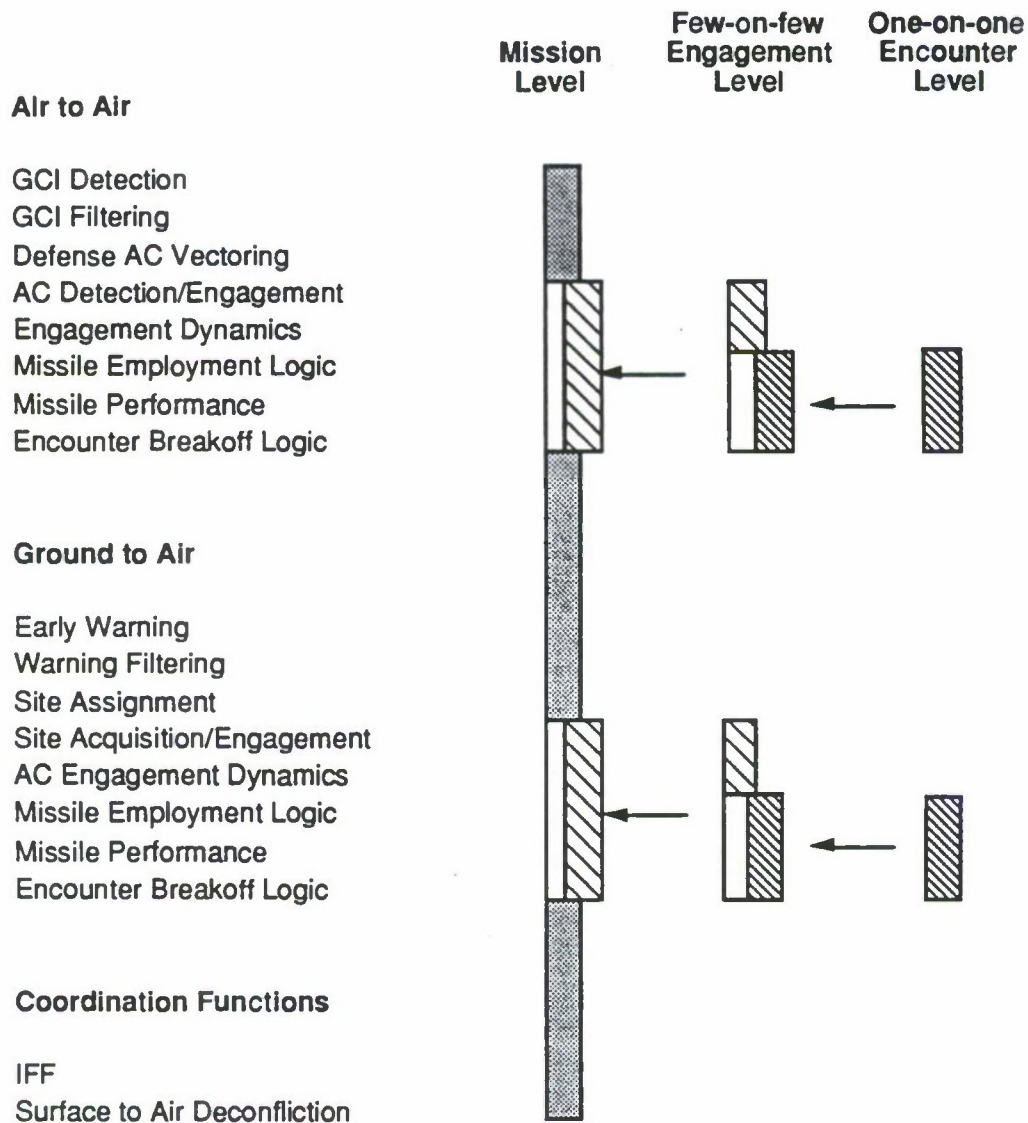 Mission
Level
Few-on-few
Engagement
Level
One-on-one
Encounter
Level
Air to Air
GCI Detection
GCI Filtering
Defense AC Vectoring
AC Detection/Engagement
Engagement Dynamics
Missile Employment Logic
Missile Performance
Encounter Breakoff Logic
Ground to Air
Early Warning
Warning Filtering
Site Assignment
Site Acquisition/Engagement
AC Engagement Dynamics
Missile Employment Logic
Missile Performance
Encounter Breakoff Logic
Coordination Functions
IFF
Surface to Air Deconfliction